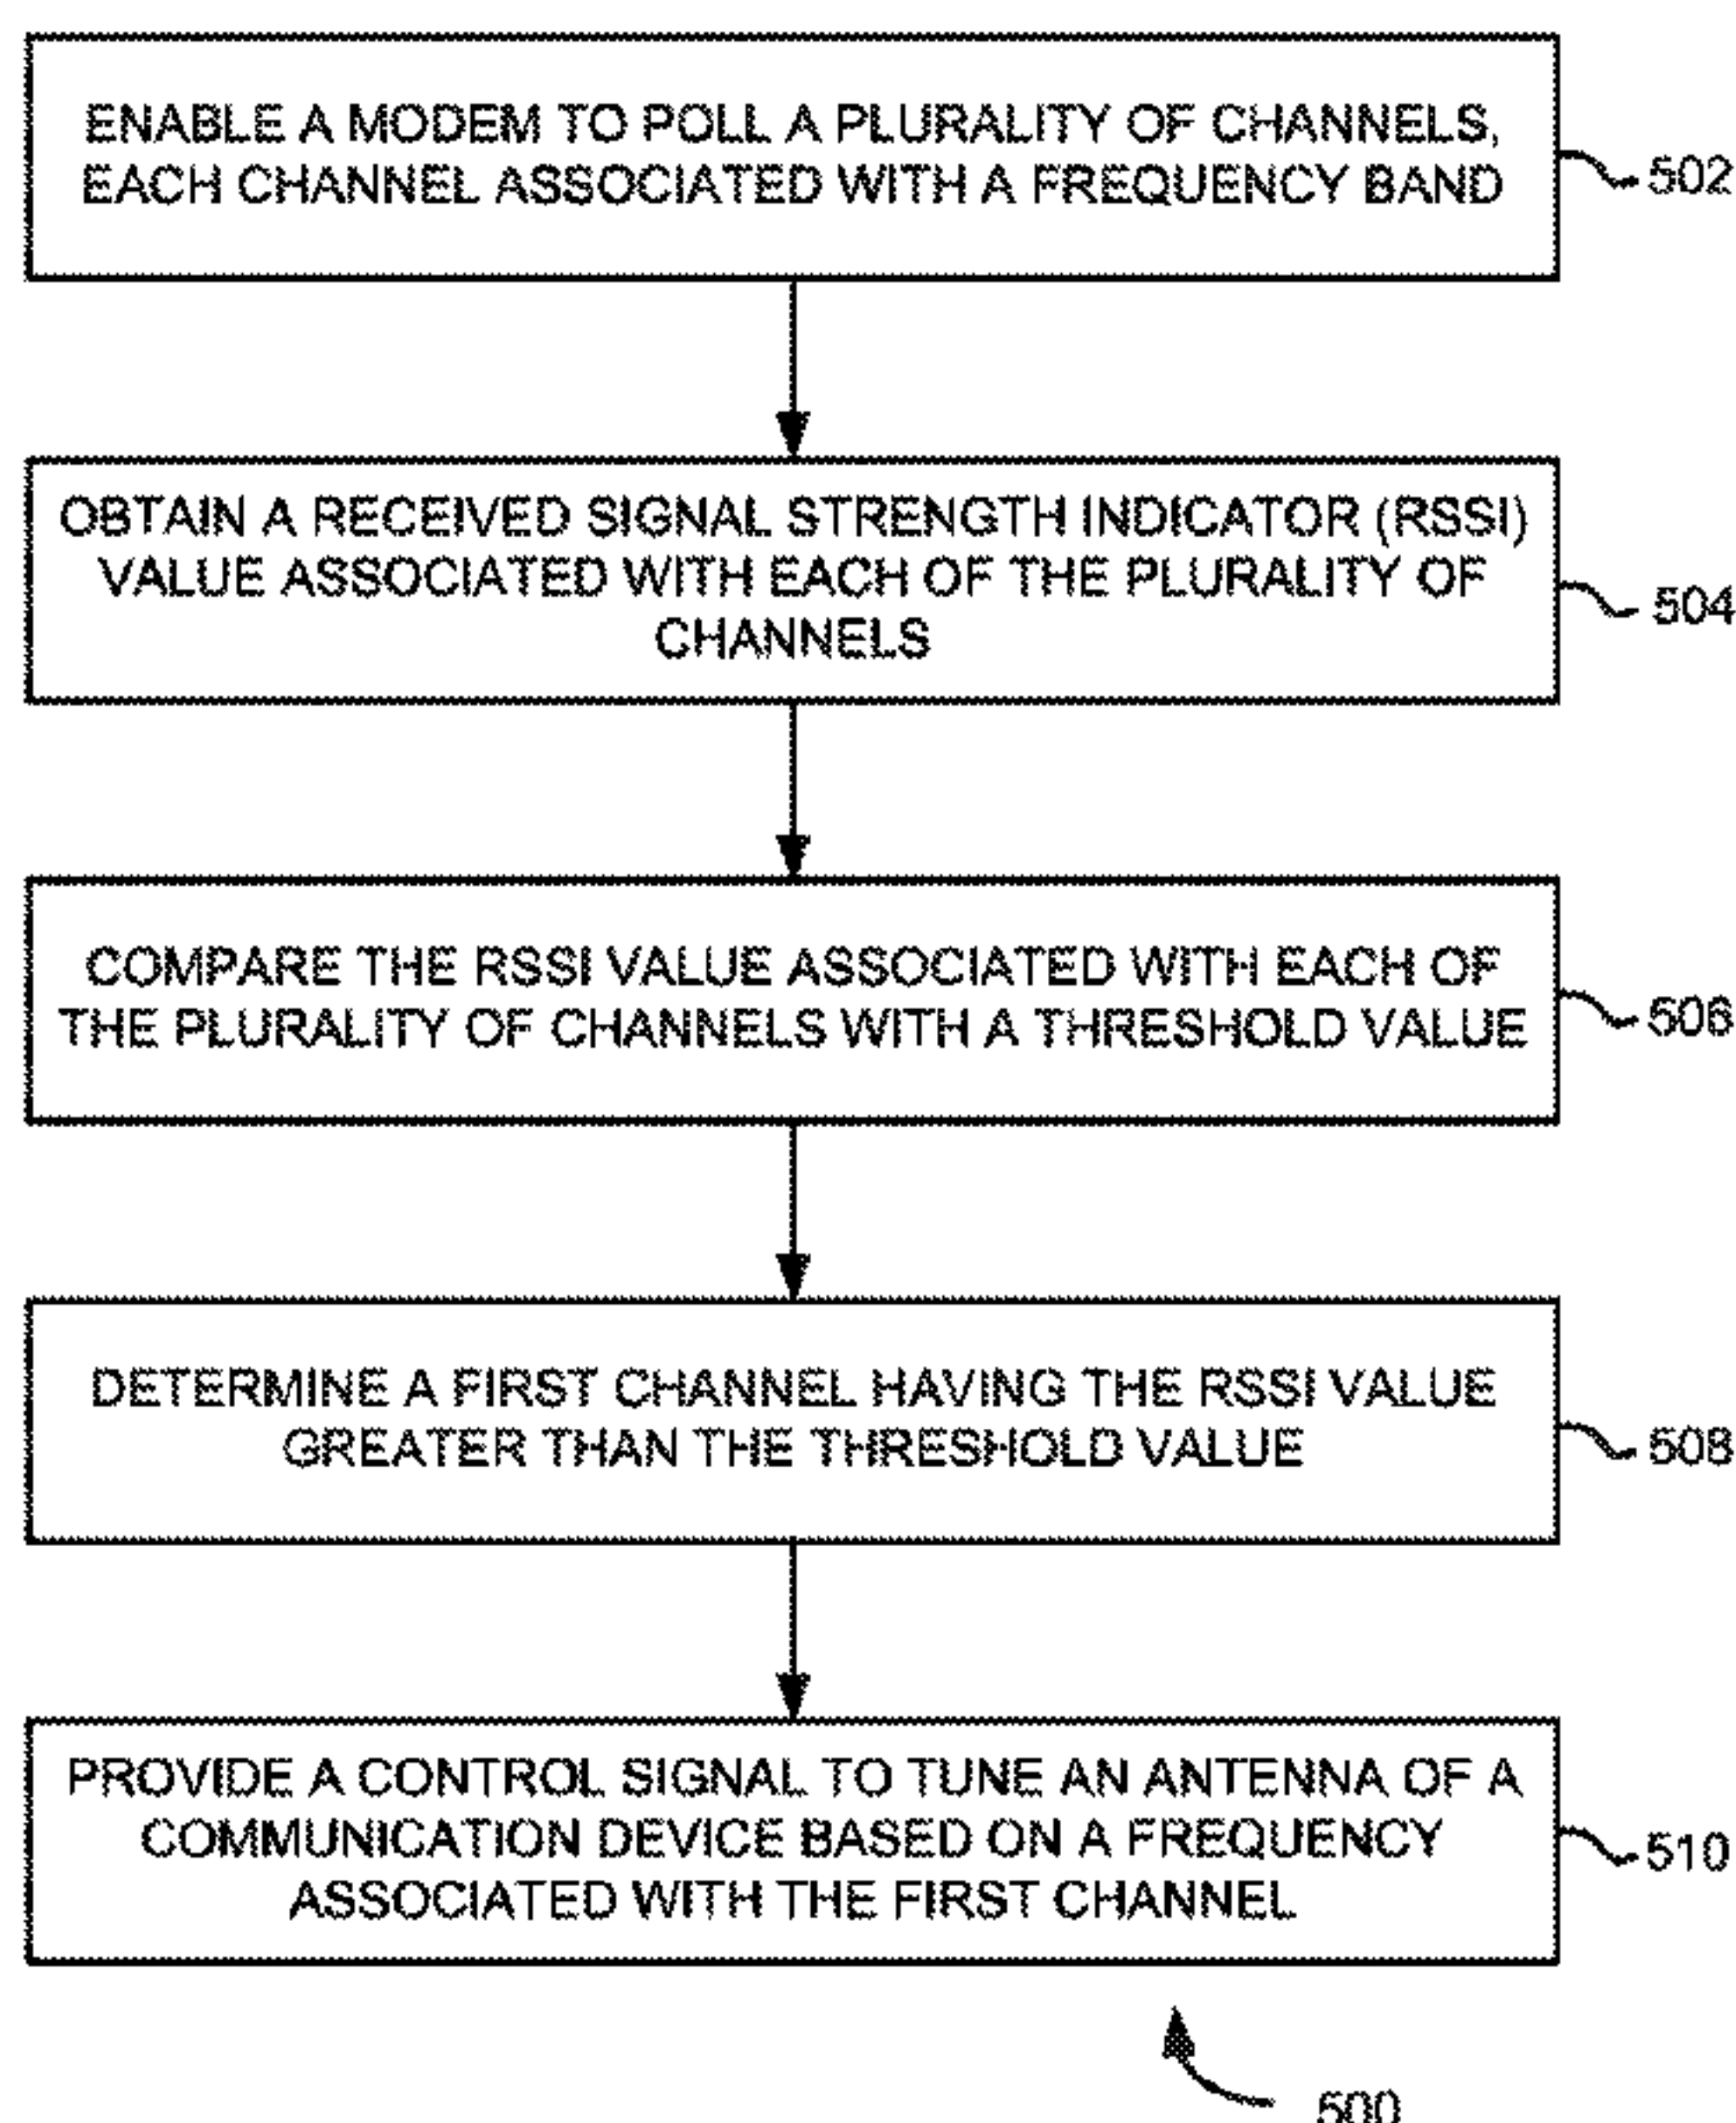 ENABLE A MODEM TO POLL A PLURALITY OF CHANNELS,
EACH CHANNEL ASSOCIATED WITH A FREQUENCY BAND
502
OBTAIN A RECEIVED SIGNAL STRENGTH INDICATOR (RSSI)
VALUE ASSOCIATED WITH EACH OF THE PLURALITY OF
CHANNELS
504
COMPARE THE RSSI VALUE ASSOCIATED WITH EACH OF
THE PLURALITY OF CHANNELS WITH A THRESHOLD VALUE
506
DETERMINE A FIRST CHANNEL HAVING THE RSSI VALUE
GREATER THAN THE THRESHOLD VALUE
508
PROVIDE A CONTROL SIGNAL TO TUNE AN ANTENNA OF A
COMMUNICATION DEVICE BASED ON A FREQUENCY
ASSOCIATED WITH THE FIRST CHANNEL
510
500